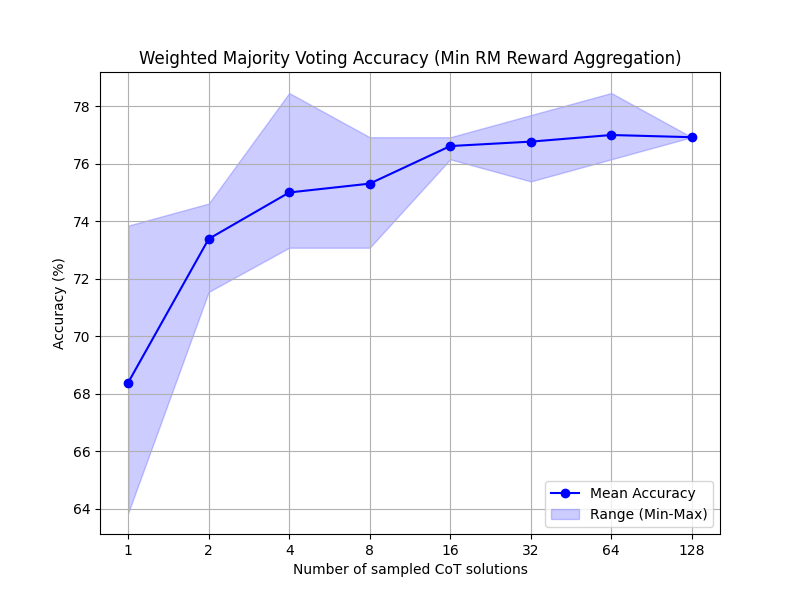 Weighted Majority Voting Accuracy (Min RM Reward Aggregation)
78
76
74
72
70
68
66
64
Accuracy (%)
Mean Accuracy
Range (Min-Max)
1 2 4 8 16 32 64 128
Number of sampled CoT solutions